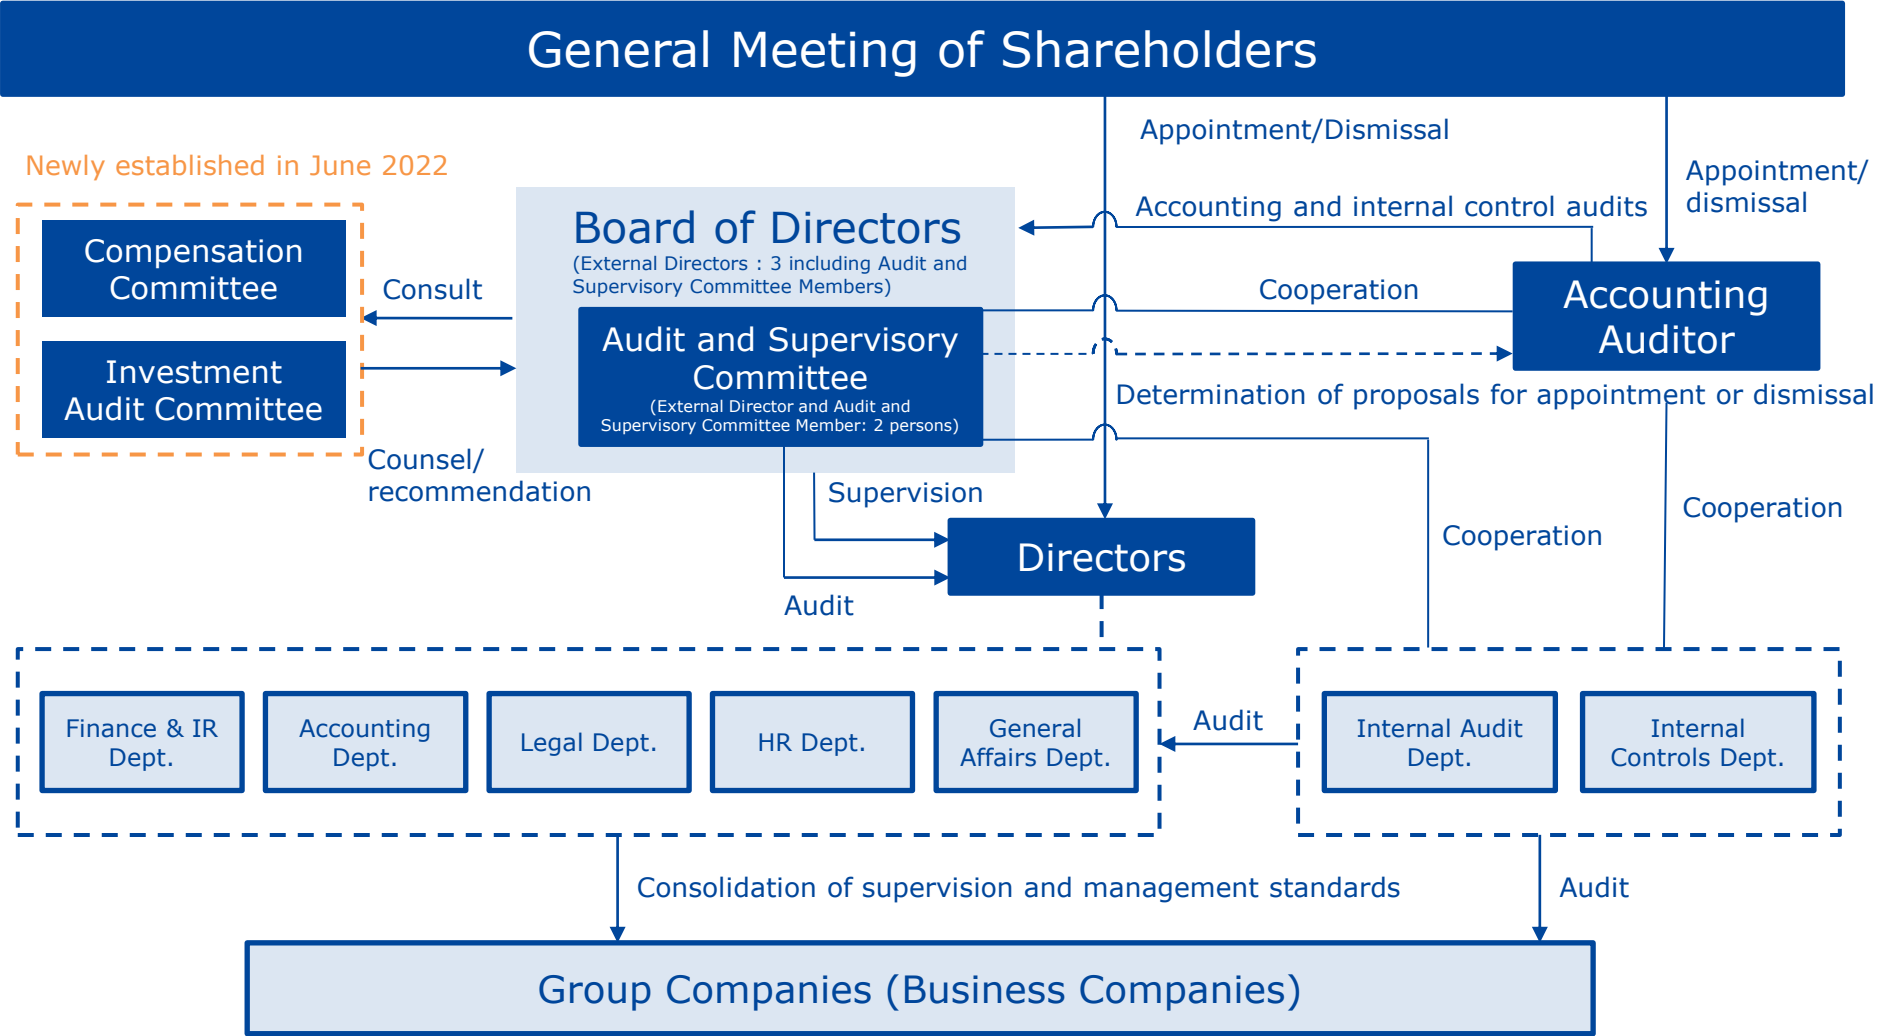 General Meeting of Shareholders
Appointment/Dismissal
Newly established in June 2022
Appointment/
dismissal
Board of Directors
(External Directors : 3 including Audit and
Supervisory Committee Members)
Accounting and internal control audits
Compensation
Committee
Consult
Cooperation
Accounting
Auditor
Audit and Supervisory
Committee
(External Director and Audit and
Supervisory Committee Member: 2 persons)
Investment
Audit Committee
Determination of proposals for appointment or dismissal
Counsel/
recommendation
Supervision
Cooperation
Cooperation
Directors
Audit
Finance & IR
Dept.
Accounting
Dept.
Legal Dept.
HR Dept.
General
Affairs Dept.
Audit
Internal Audit
Dept.
Internal
Controls Dept.
Consolidation of supervision and management standards
Audit
Group Companies (Business Companies)